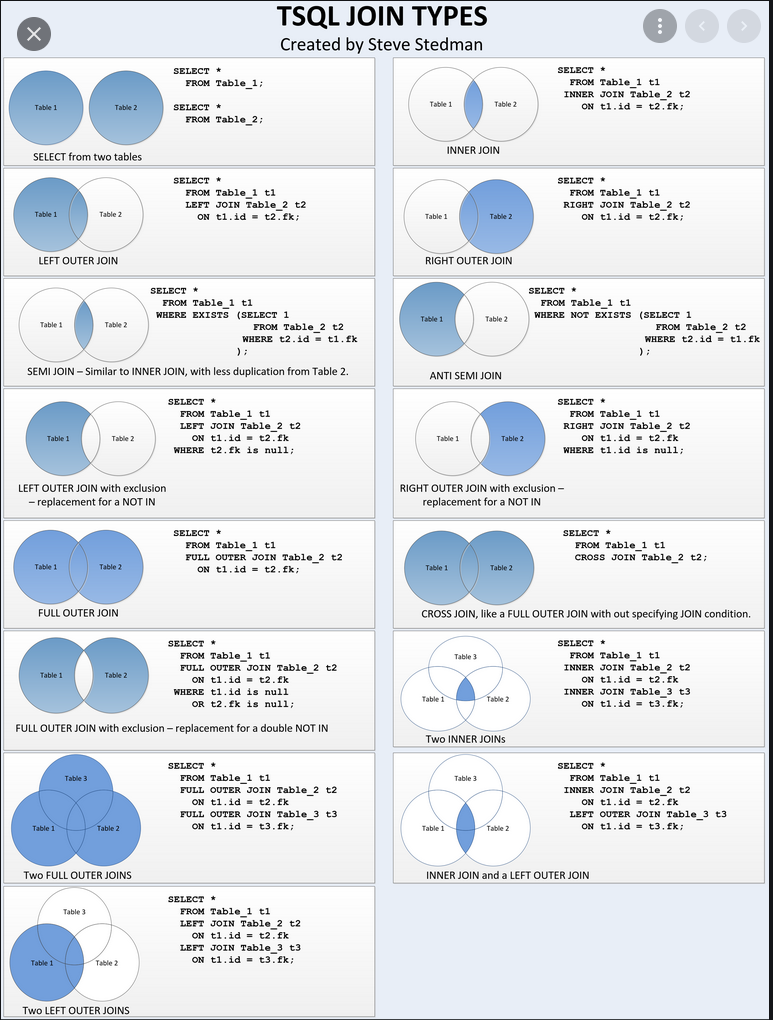 TSQL JOIN TYPES
Created by Steve Stedman
Table 1
Table 2
SELECT *
FROM Table_1;
SELECT *
FROM Table_2;
SELECT from two tables
Table 1
Table 2
SELECT *
FROM Table_1 t1
INNER JOIN Table_2 t2
ON t1.id = t2.fk;
INNER JOIN
Table 1
Table 2
SELECT *
FROM Table_1 t1
LEFT JOIN Table_2 t2
ON t1.id = t2.fk;
LEFT OUTER JOIN
Table 1
Table 2
SELECT *
FROM Table_1 t1
RIGHT JOIN Table_2 t2
ON t1.id = t2.fk;
RIGHT OUTER JOIN
Table 1
Table 2
SELECT *
FROM Table_1 t1
WHERE EXISTS (SELECT 1
FROM Table_2 t2
WHERE t2.id = t1.fk
);
SEMI JOIN – Similar to INNER JOIN, with less duplication from Table 2.
Table 1
Table 2
SELECT *
FROM Table_1 t1
WHERE NOT EXISTS (SELECT 1
FROM Table_2 t2
WHERE t2.id = t1.fk
);
ANTI SEMI JOIN
Table 1
Table 2
SELECT *
FROM Table_1 t1
LEFT JOIN Table_2 t2
ON t1.id = t2.fk
WHERE t2.fk is null;
LEFT OUTER JOIN with exclusion
– replacement for a NOT IN
Table 1
Table 2
SELECT *
FROM Table_1 t1
RIGHT JOIN Table_2 t2
ON t1.id = t2.fk
WHERE t1.id is null;
RIGHT OUTER JOIN with exclusion –
replacement for a NOT IN
Table 1
Table 2
SELECT *
FROM Table_1 t1
FULL OUTER JOIN Table_2 t2
ON t1.id = t2.fk;
FULL OUTER JOIN
Table 1
Table 2
SELECT *
FROM Table_1 t1
CROSS JOIN Table_2 t2;
CROSS JOIN, like a FULL OUTER JOIN with out specifying JOIN condition.
Table 1
Table 2
SELECT *
FROM Table_1 t1
FULL OUTER JOIN Table_2 t2
ON t1.id = t2.fk
WHERE t1.id is null
OR t2.fk is null;
FULL OUTER JOIN with exclusion – replacement for a double NOT IN
Table 3
Table 1
Table 2
SELECT *
FROM Table_1 t1
INNER JOIN Table_2 t2
ON t1.id = t2.fk
INNER JOIN Table_3 t3
ON t1.id = t3.fk;
Two INNER JOINs
Table 3
Table 1
Table 2
SELECT *
FROM Table_1 t1
FULL OUTER JOIN Table_2 t2
ON t1.id = t2.fk
FULL OUTER JOIN Table_3 t3
ON t1.id = t3.fk;
Two FULL OUTER JOINS
Table 3
Table 1
Table 2
SELECT *
FROM Table_1 t1
INNER JOIN Table_2 t2
ON t1.id = t2.fk
LEFT OUTER JOIN Table_3 t3
ON t1.id = t3.fk;
INNER JOIN and a LEFT OUTER JOIN
Table 3
Table 1
Table 2
SELECT *
FROM Table_1 t1
LEFT JOIN Table_2 t2
ON t1.id = t2.fk
LEFT JOIN Table_3 t3
ON t1.id = t3.fk;
Two LEFT OUTER JOINS